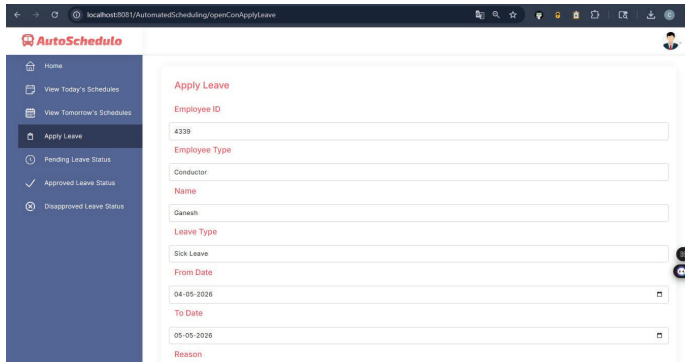 localhost:8081/AutomatedScheduling/openConApplyLeave
AutoSchedulo
Home
View Today's Schedules
View Tomorrow's Schedules
Apply Leave
Pending Leave Status
Approved Leave Status
Disapproved Leave Status
Apply Leave
Employee ID
4339
Employee Type
Conductor
Name
Ganesh
Leave Type
Sick Leave
From Date
04-05-2026
To Date
05-05-2026
Reason